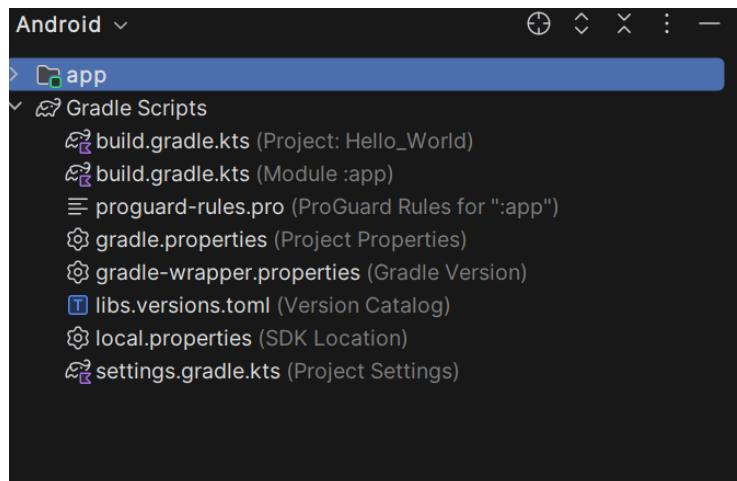 Android
app
Gradle Scripts
build.gradle.kts (Project: Hello_World)
build.gradle.kts (Module :app)
proguard-rules.pro (ProGuard Rules for ":app")
gradle.properties (Project Properties)
gradle-wrapper.properties (Gradle Version)
libs.versions.toml (Version Catalog)
local.properties (SDK Location)
settings.gradle.kts (Project Settings)